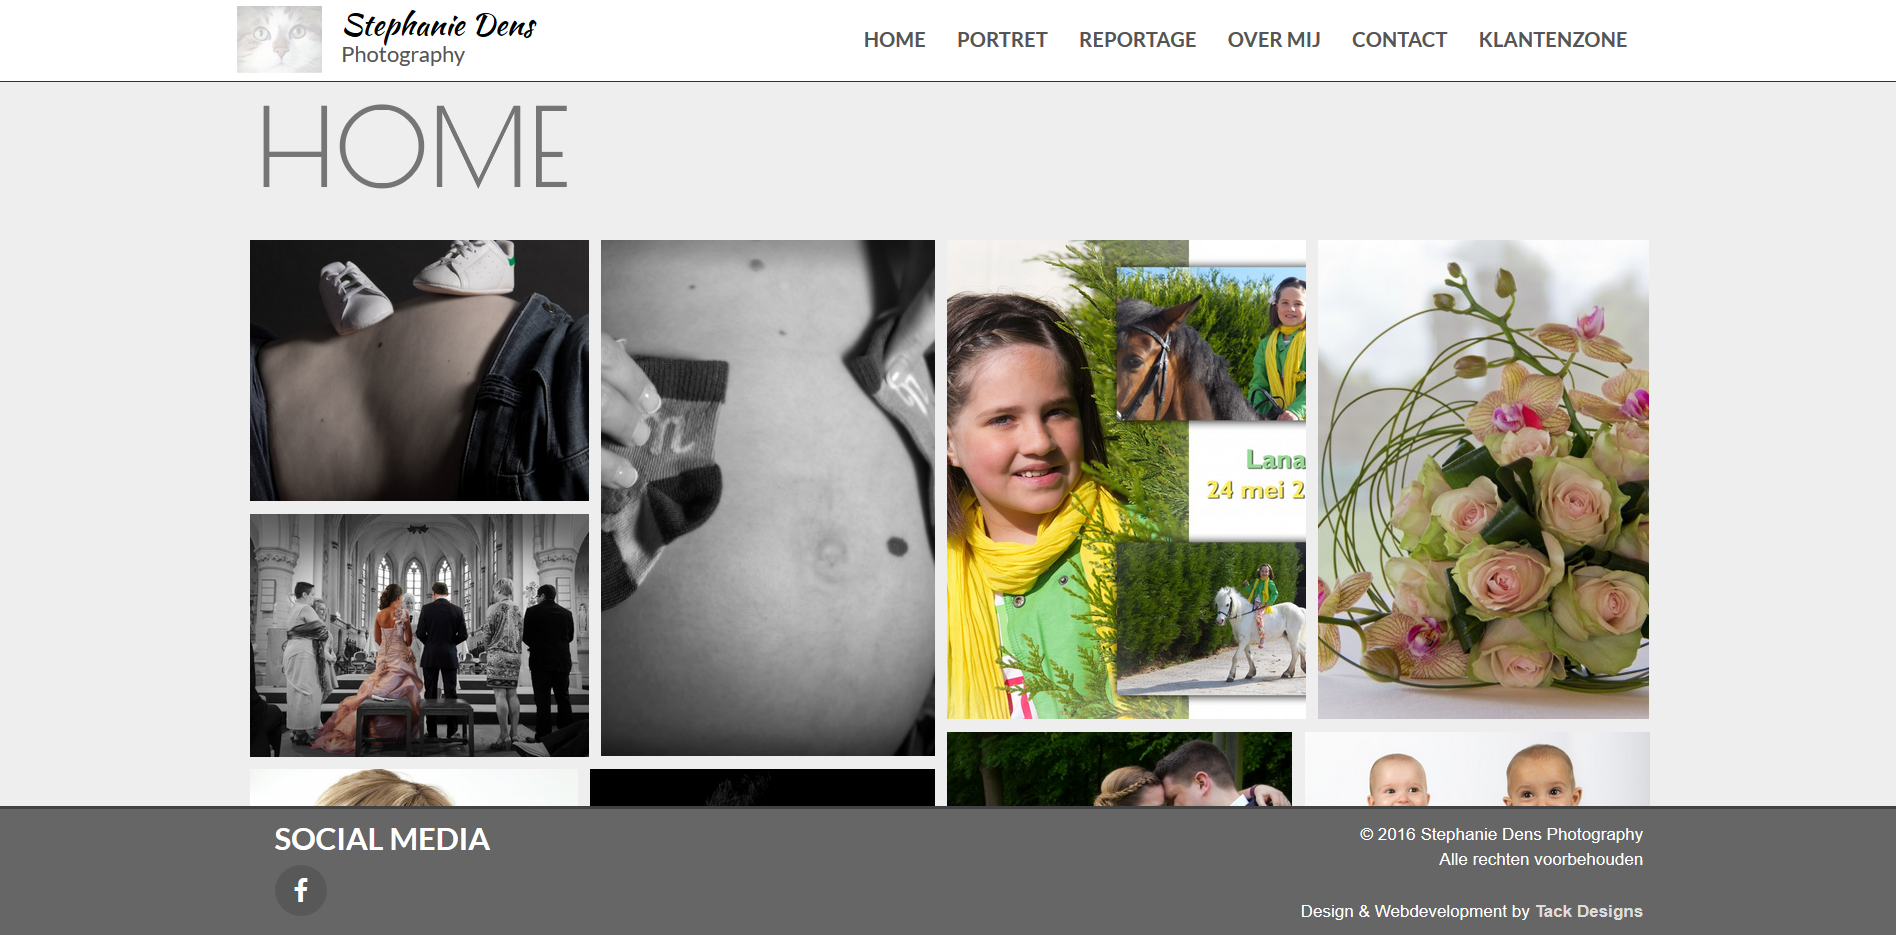 Stephanie Dens
Photography
HOME PORTRET REPORTAGE OVER MIJ CONTACT KLANTENZONE
HOME
Lana
24 mei 2
SOCIAL MEDIA
© 2016 Stephanie Dens Photography
Alle rechten voorbehouden
Design & Webdevelopment by Tack Designs